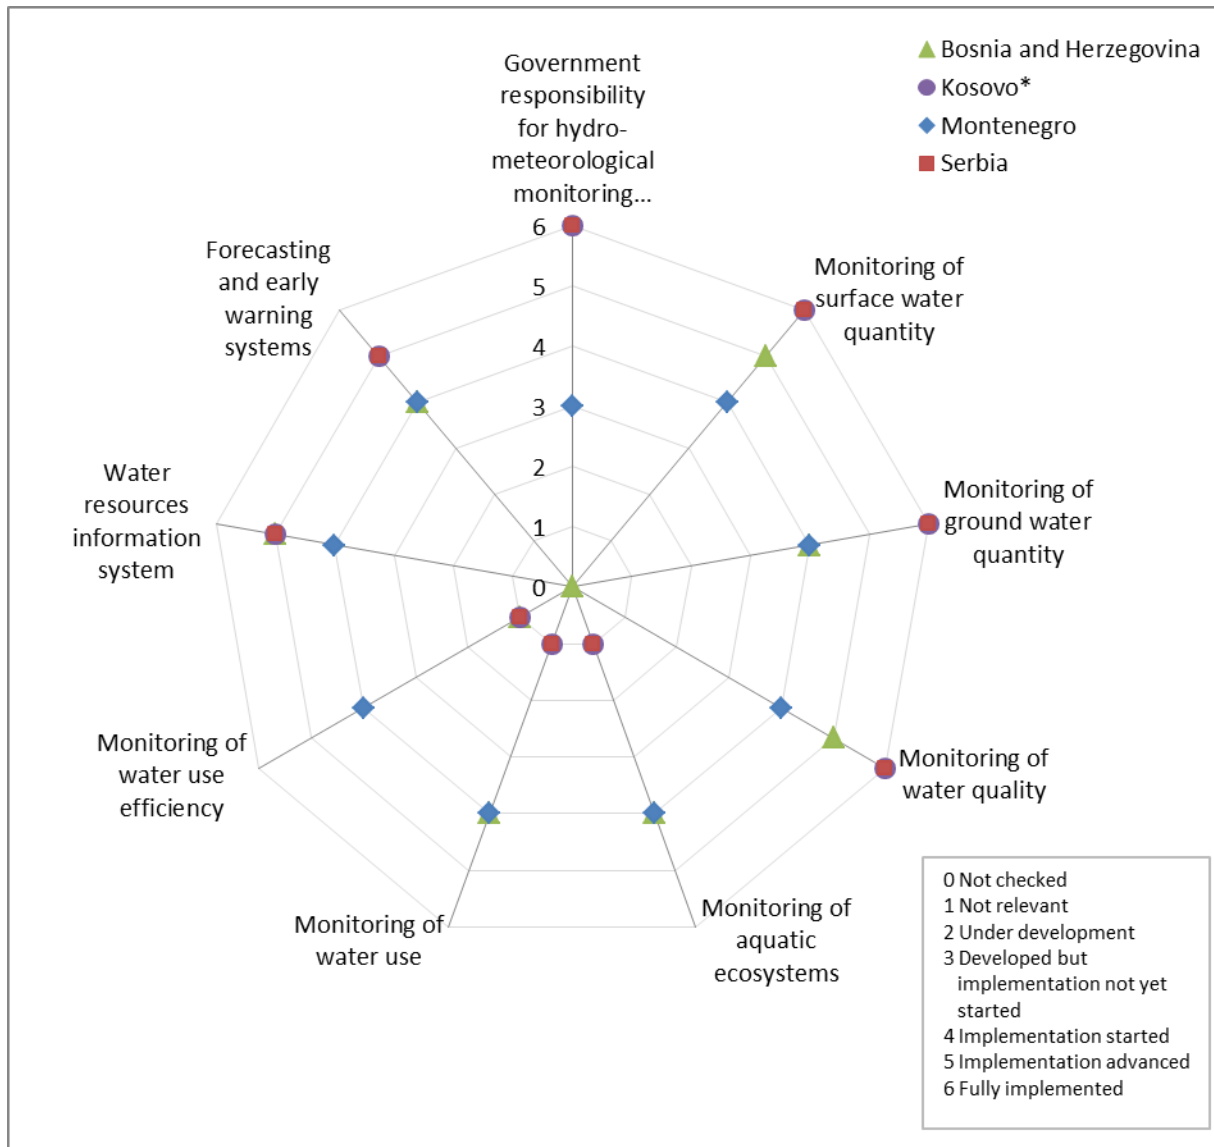 Bosnia and Herzegovina
Kosovo*
Montenegro
Serbia
Government
responsibility
for hydro-
meteorological
monitoring...
Monitoring of
surface water
quantity
Monitoring of
ground water
quantity
Monitoring of
water quality
Monitoring of
aquatic
ecosystems
Monitoring of
water use
Monitoring of
water use
efficiency
Water
resources
information
system
Forecasting
and early
warning
systems
6
5
4
3
2
1
0
0 Not checked
1 Not relevant
2 Under development
3 Developed but
implementation not yet
started
4 Implementation started
5 Implementation advanced
6 Fully implemented